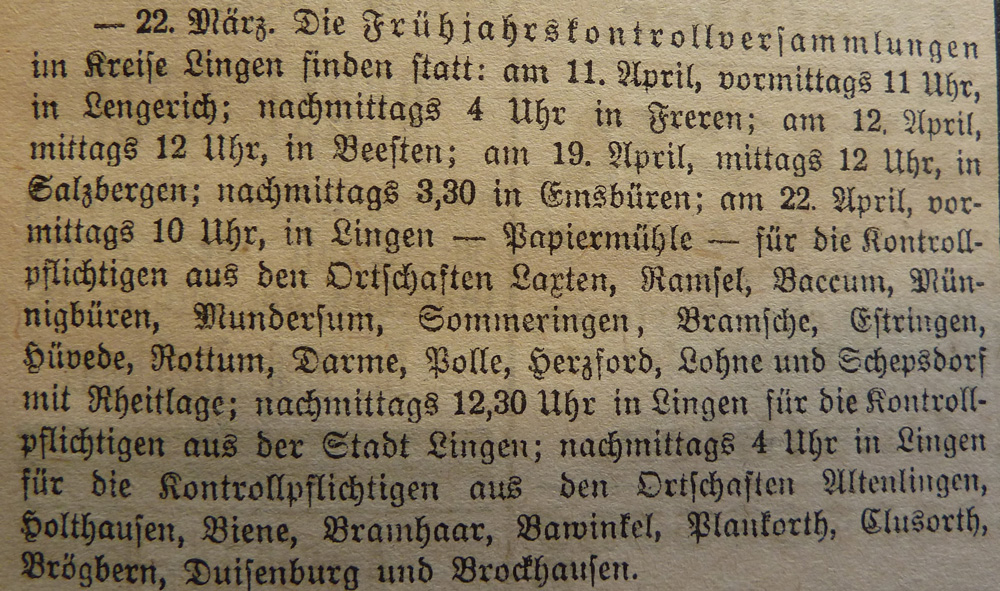 — 22. März. Die Frühjahrskontrollversammlungen
im Kreise Lingen finden statt: am 11. April, vormittags 11 Uhr,
in Lengerich; nachmittags 4 Uhr in Freren; am 12. April,
mittags 12 Uhr, in Beesten; am 19. April, mittags 12 Uhr, in
Salzbergen; nachmittags 3,30 in Emsbüren; am 22. April, vor-
mittags 10 Uhr, in Lingen — Papiermühle — für die Kontroll-
pflichtigen aus den Ortschaften Laxten, Ramsel, Baccum, Mün-
nigbüren, Mundersum, Sommeringen, Bramsche, Estringen,
Hüvede, Rottum, Darme, Polle, Herzford, Lohne und Schepsdorf
mit Rheitlage; nachmittags 12,30 Uhr in Lingen für die Kontroll-
pflichtigen aus der Stadt Lingen; nachmittags 4 Uhr in Lingen
für die Kontrollpflichtigen aus den Ortschaften Altenlingen,
Holthausen, Biene, Bramhaar, Bawinkel, Plankorth, Clusorth,
Brögbern, Duisenburg und Brockhausen.